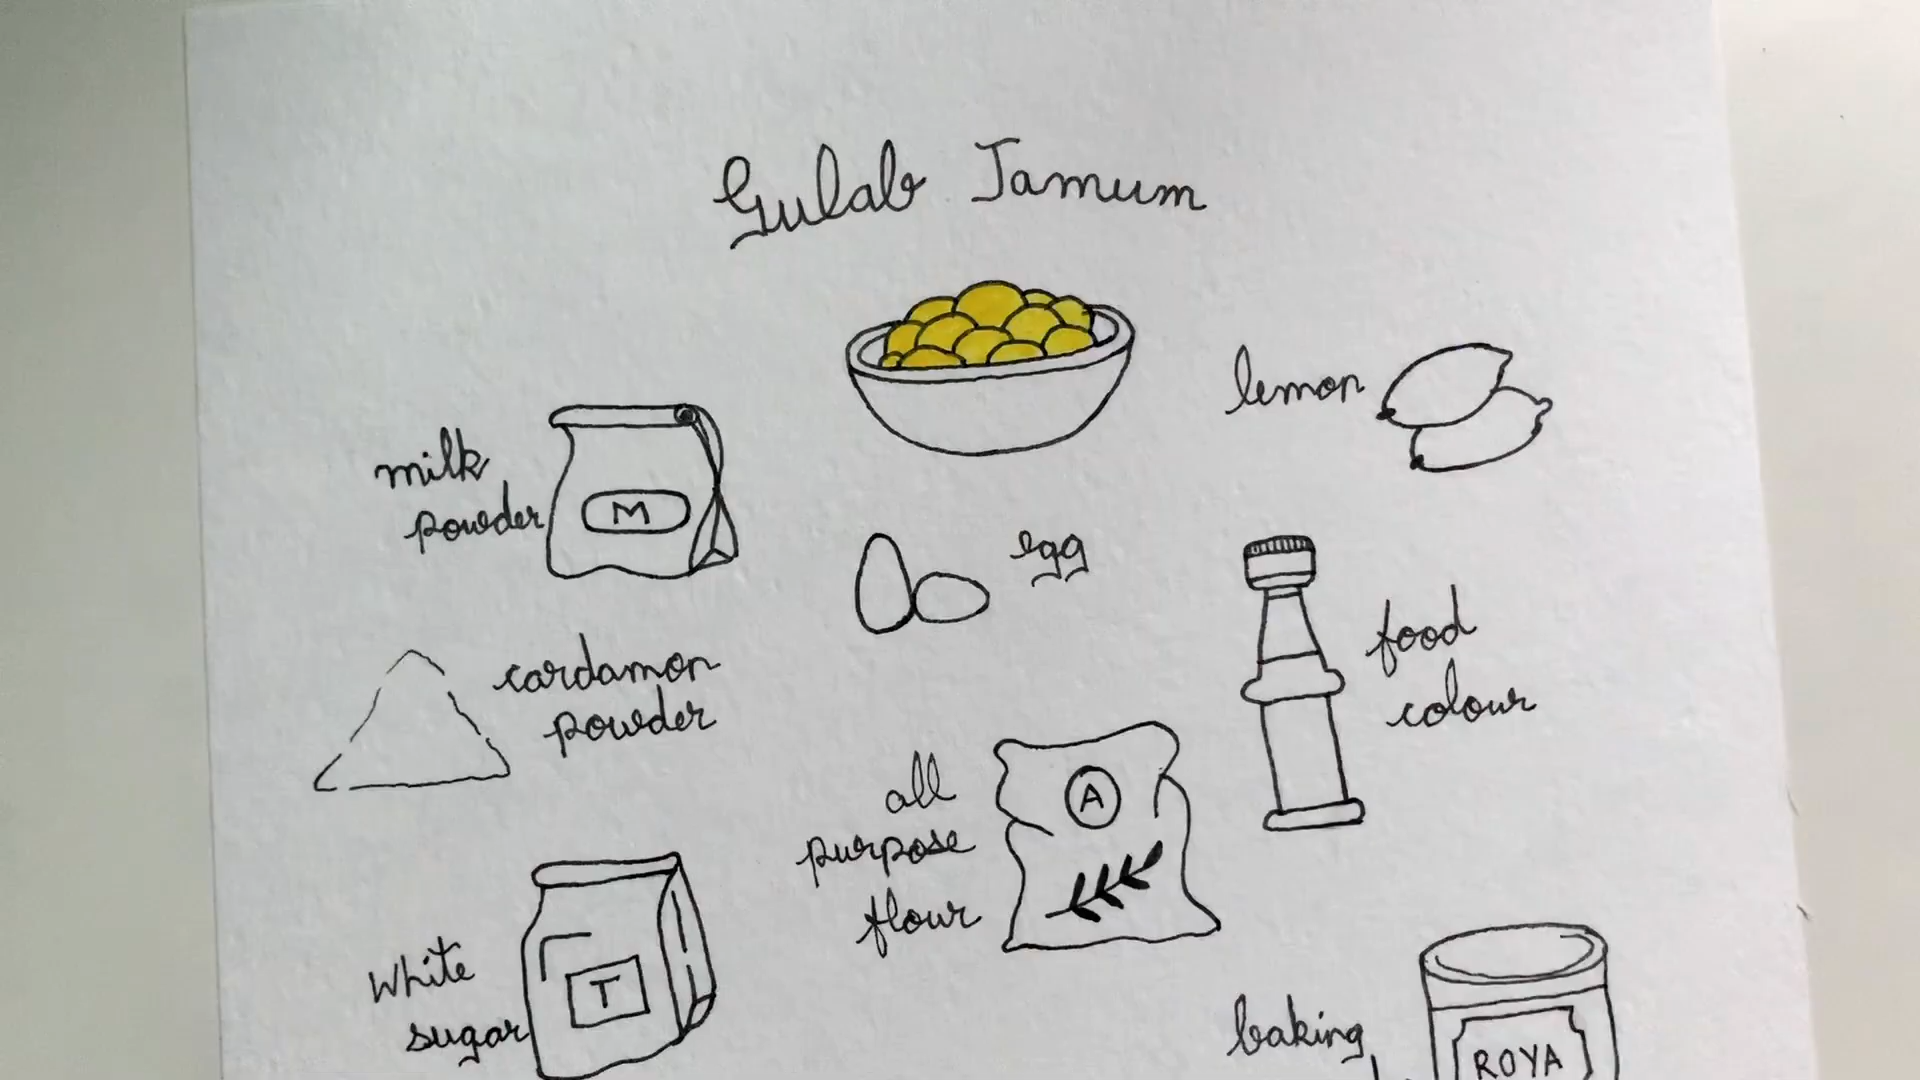 Gulab Jamum
lemon
milk
powder
M
egg
food
colour
cardamon
powder
all
purpose
flour
A
white
sugar
T
baking
ROYA